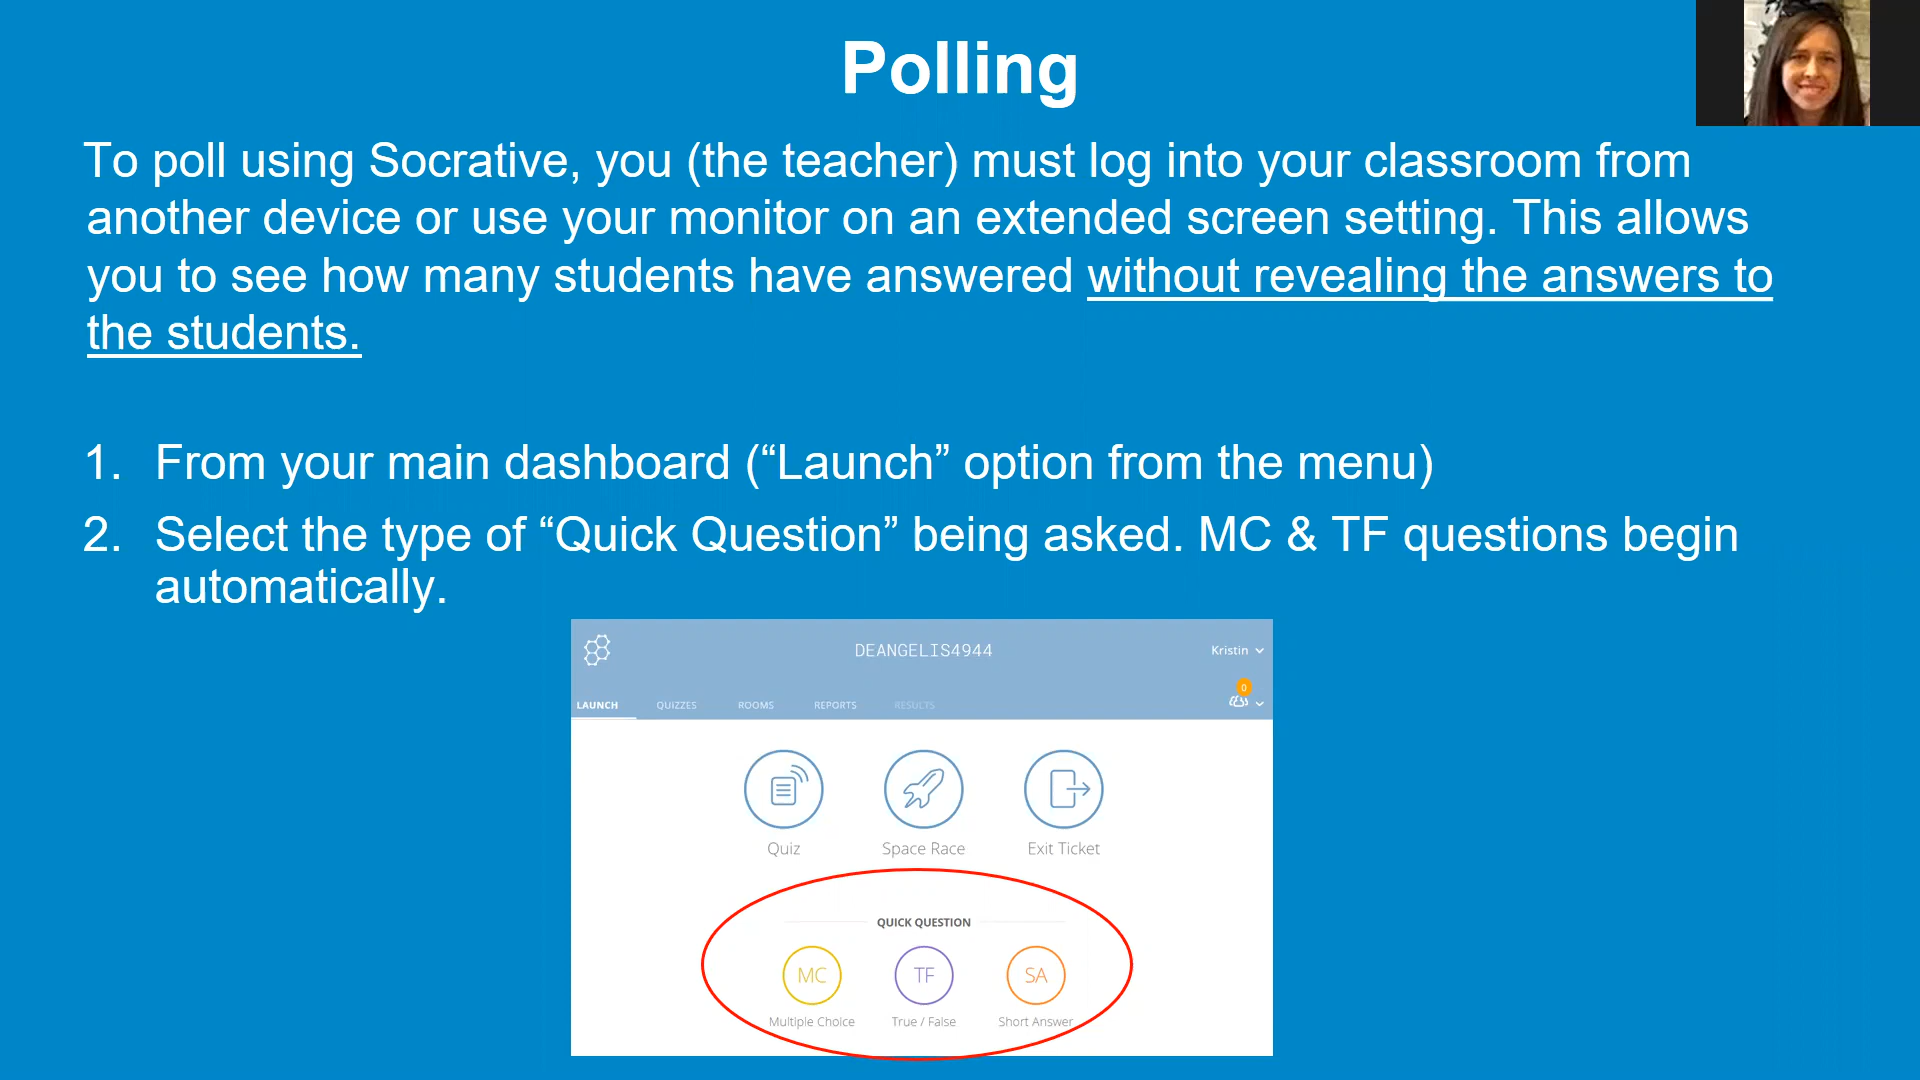 Polling
To poll using Socrative, you (the teacher) must log into your classroom from
another device or use your monitor on an extended screen setting. This allows
you to see how many students have answered without revealing the answers to
the students.
1. From your main dashboard (“Launch” option from the menu)
2. Select the type of “Quick Question” being asked. MC & TF questions begin
automatically.
DEANGELIS4944
Kristin
0
LAUNCH QUIZZES ROOMS REPORTS RESULTS
Quiz Space Race Exit Ticket
QUICK QUESTION
MC TF SA
Multiple Choice True / False Short Answer